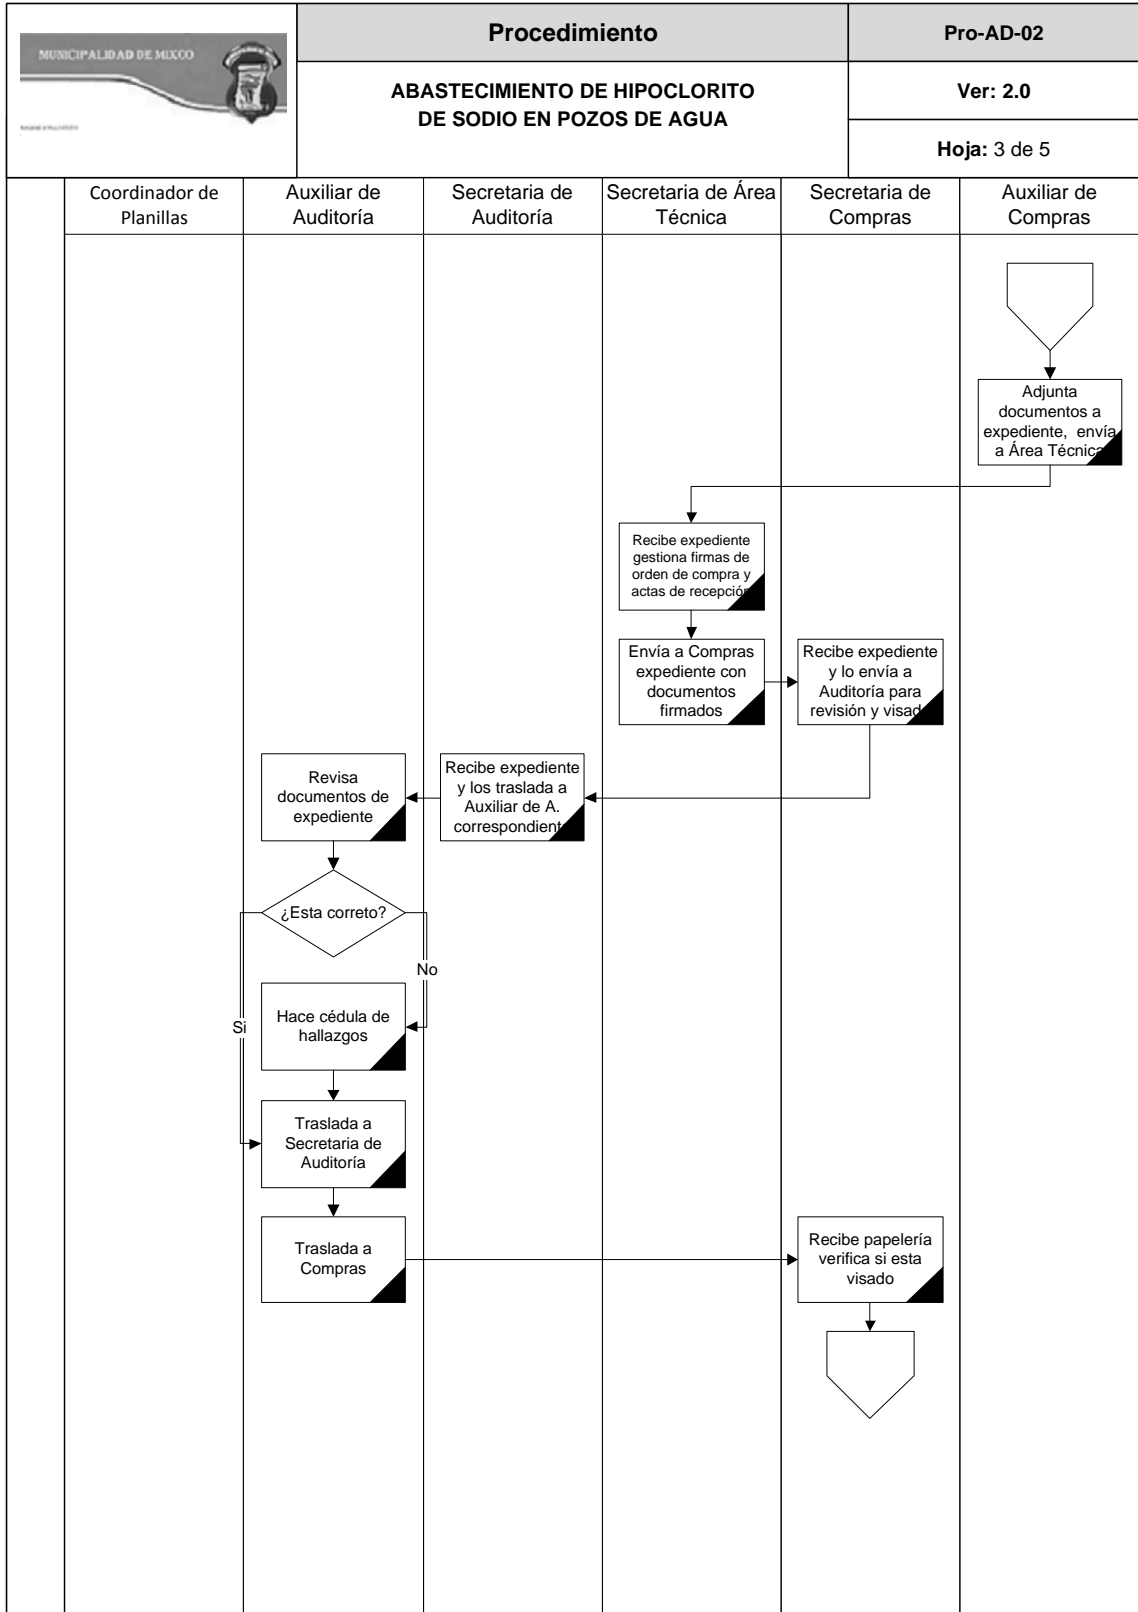 MUNICIPALIDAD DE MIXCO
Procedimiento
Pro-AD-02
ABASTECIMIENTO DE HIPOCLORITO
DE SODIO EN POZOS DE AGUA
Ver: 2.0
Hoja: 3 de 5
Coordinador de
Planillas
Auxiliar de
Auditoría
Secretaria de
Auditoría
Secretaria de Área
Técnica
Secretaria de
Compras
Auxiliar de
Compras
Adjunta
documentos a
expediente, envía
a Área Técnica
Recibe expediente
gestiona firmas de
orden de compra y
actas de recepción
Envía a Compras
expediente con
documentos
firmados
Recibe expediente
y lo envía a
Auditoría para
revisión y visad
Revisa
documentos de
expediente
Recibe expediente
y los traslada a
Auxiliar de A.
correspondient
¿Esta correto?
No
Si
Hace cédula de
hallazgos
Traslada a
Secretaria de
Auditoría
Traslada a
Compras
Recibe papelería
verifica si esta
visado